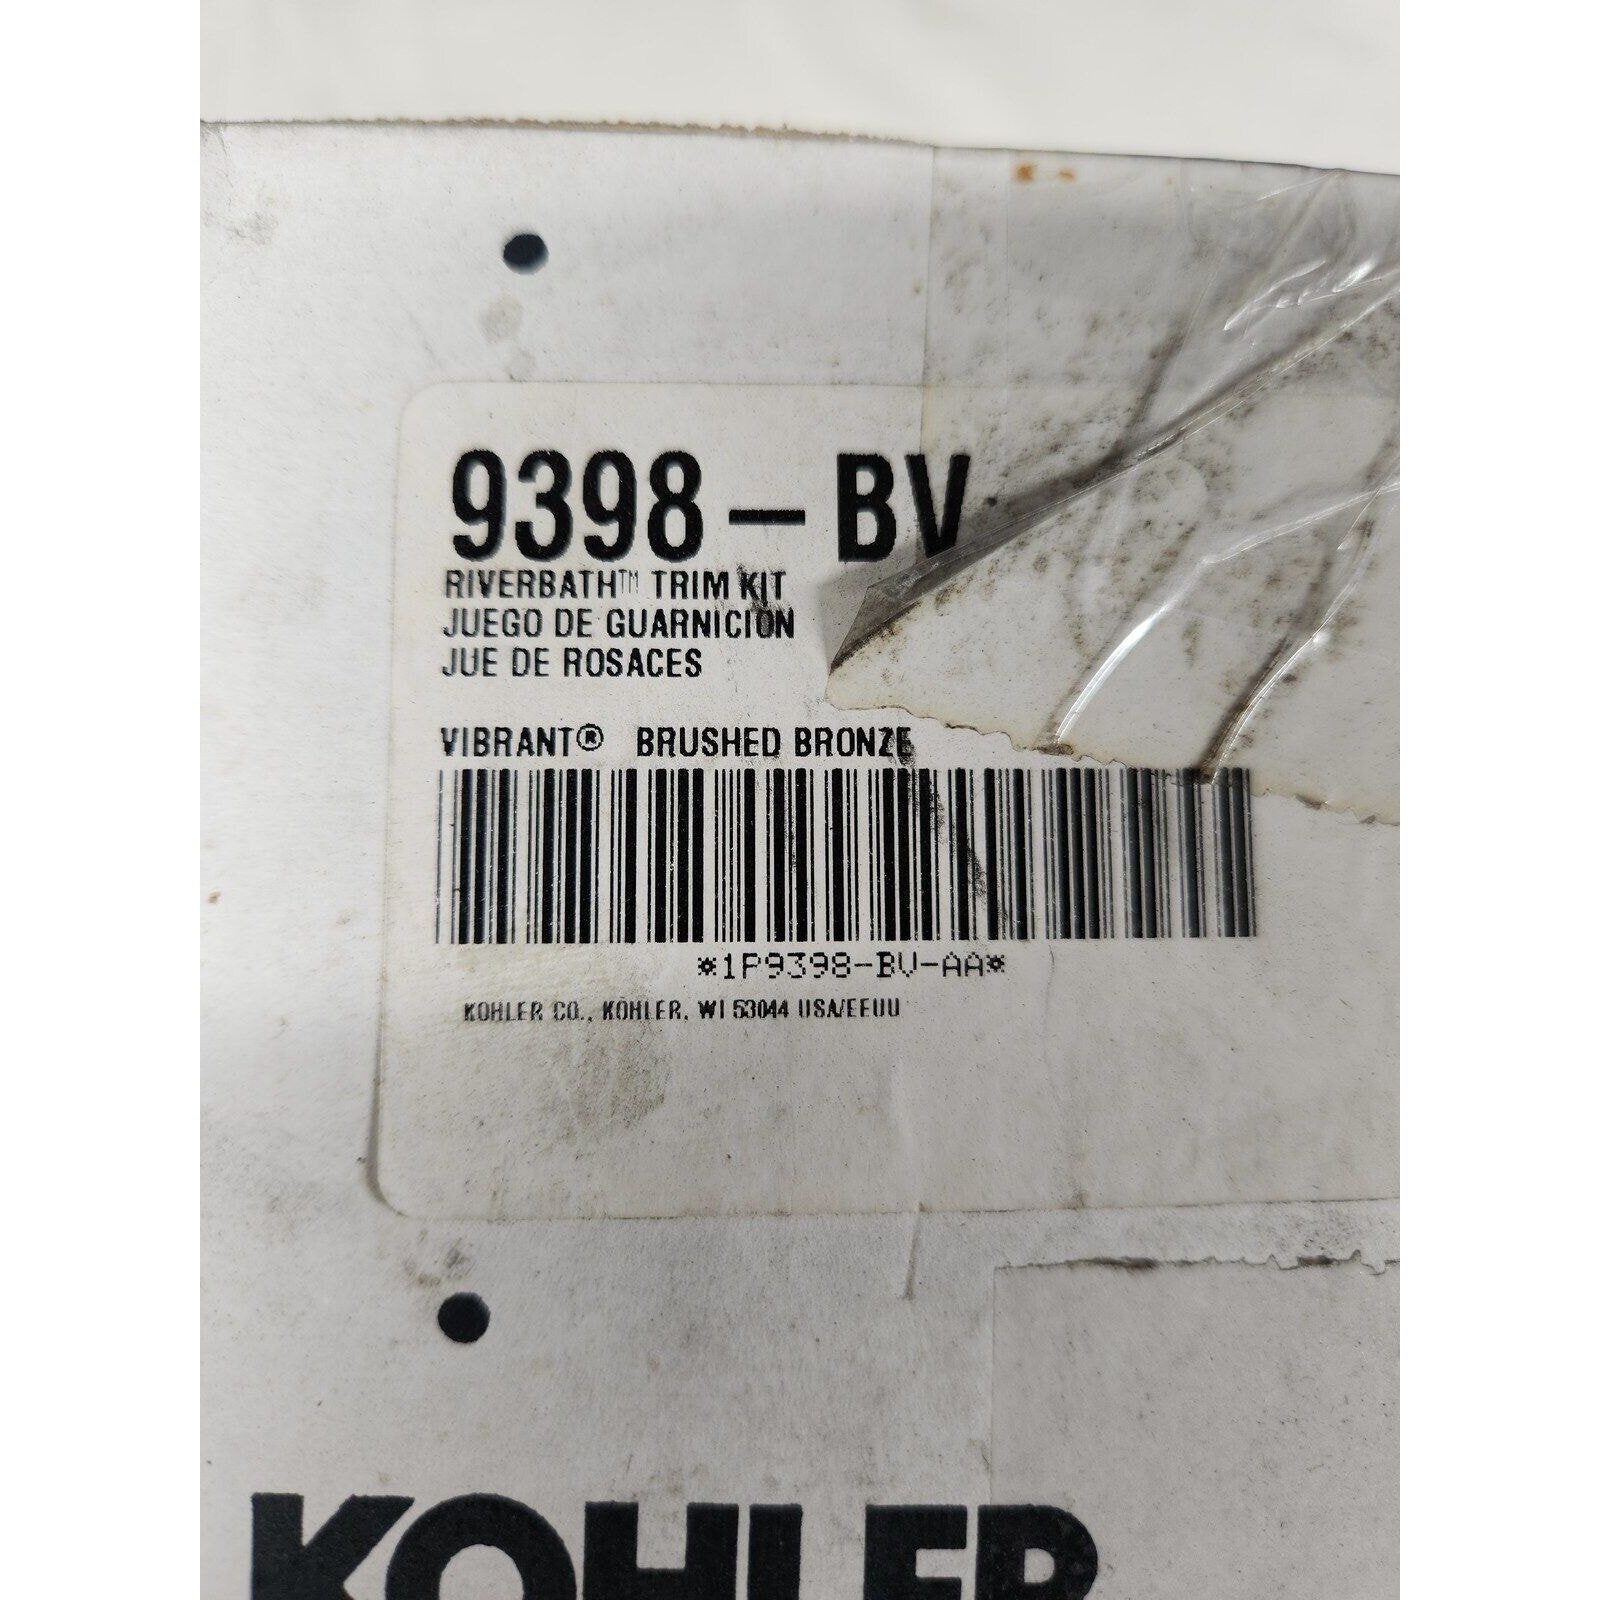 9398-BV
RIVERBATH™ TRIM KIT
JUEGO DE GUARNICION
JUE DE ROSACES
VIBRANT® BRUSHED BRONZE
*1P9398-BV-AA*
KOHLER CO., KOHLER, WI 53044 USA/EEUU
KOHLER